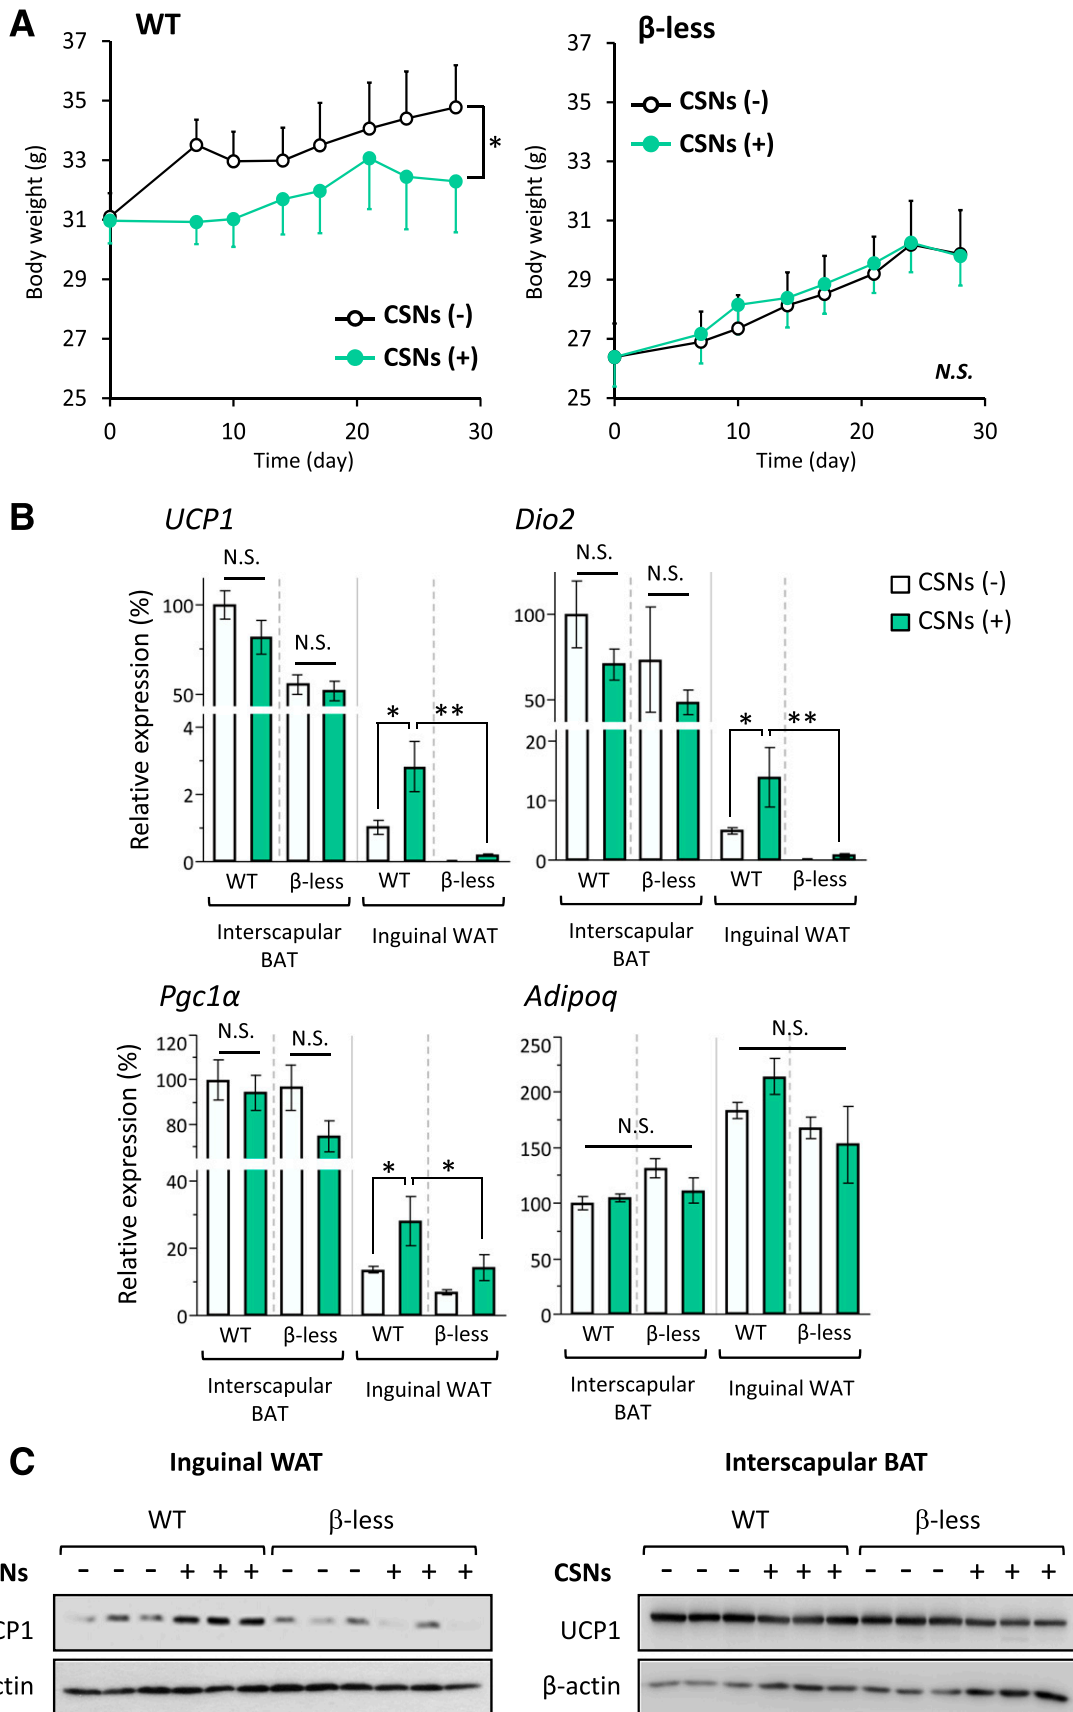 A
WT
β-less
37
35
33
31
29
27
25
Body weight (g)
*
CSNs (-)
CSNs (+)
0
10
20
30
Time (day)
37
35
33
31
29
27
25
Body weight (g)
CSNs (-)
CSNs (+)
N.S.
0
10
20
30
Time (day)
B
UCP1
N.S.
N.S.
100
50
4
2
0
Relative expression (%)
*
**
WT
β-less
WT
β-less
Interscapular
BAT
Inguinal WAT
Dio2
N.S.
N.S.
100
50
20
10
0
*
**
WT
β-less
WT
β-less
Interscapular
BAT
Inguinal WAT
CSNs (-)
CSNs (+)
Pgc1α
N.S.
N.S.
120
100
80
40
20
0
Relative expression (%)
*
*
WT
β-less
WT
β-less
Interscapular
BAT
Inguinal WAT
Adipoq
N.S.
N.S.
250
200
150
100
50
0
WT
β-less
WT
β-less
Interscapular
BAT
Inguinal WAT
C
Inguinal WAT
WT
β-less
Ns - - - + + + - - - + + +
CP1
ctin
Interscapular BAT
WT
β-less
CSNs - - - + + + - - - + + +
UCP1
β-actin